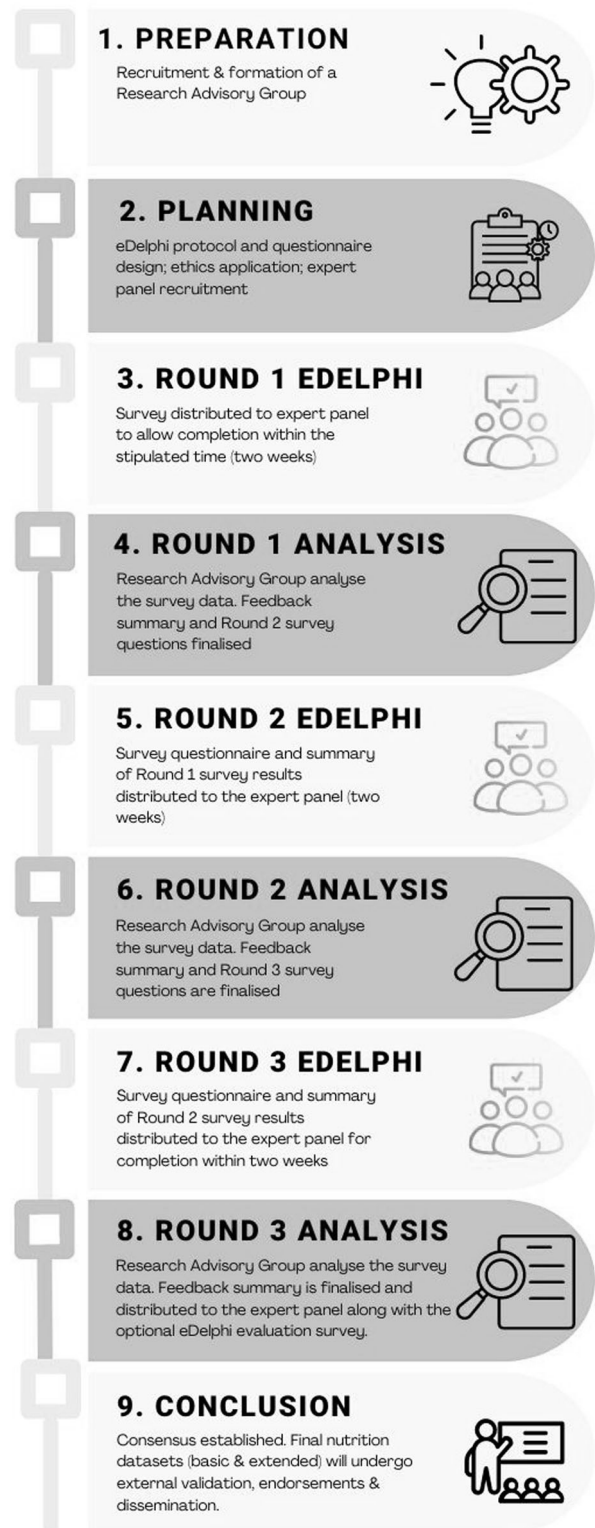 1. PREPARATION
Recruitment & formation of a
Research Advisory Group
2. PLANNING
eDelphi protocol and questionnaire
design; ethics application; expert
panel recruitment
3. ROUND 1 EDELPHI
Survey distributed to expert panel
to allow completion within the
stipulated time (two weeks)
4. ROUND 1 ANALYSIS
Research Advisory Group analyse
the survey data. Feedback
summary and Round 2 survey
questions finalised
5. ROUND 2 EDELPHI
Survey questionnaire and summary
of Round 1 survey results
distributed to the expert panel (two
weeks)
6. ROUND 2 ANALYSIS
Research Advisory Group analyse
the survey data. Feedback
summary and Round 3 survey
questions are finalised
7. ROUND 3 EDELPHI
Survey questionnaire and summary
of Round 2 survey results
distributed to the expert panel for
completion within two weeks
8. ROUND 3 ANALYSIS
Research Advisory Group analyse the survey
data. Feedback summary is finalised and
distributed to the expert panel along with the
optional eDelphi evaluation survey.
9. CONCLUSION
Consensus established. Final nutrition
datasets (basic & extended) will undergo
external validation, endorsements &
dissemination.